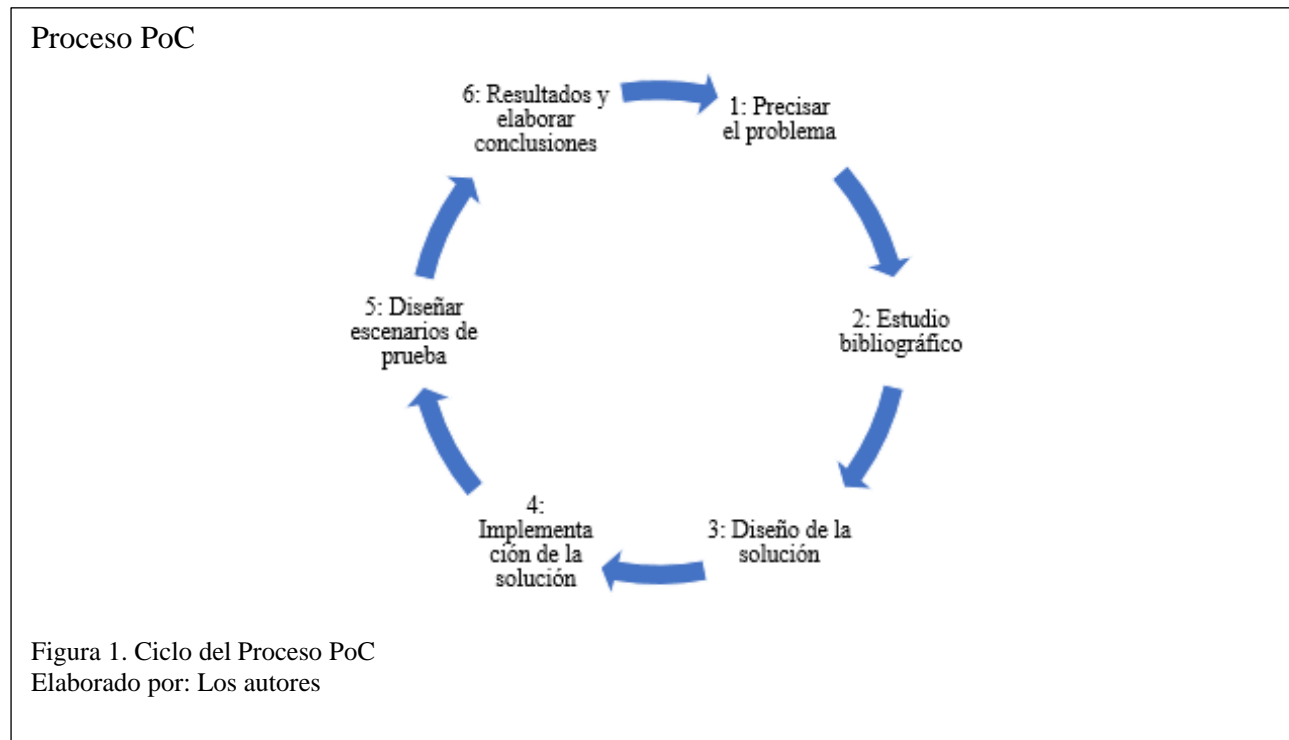 Proceso PoC
6: Resultados y
elaborar
conclusiones
1: Precisar
el problema
2: Estudio
bibliográfico
3: Diseño de la
solución
4:
Implementa
ción de la
solución
5: Diseñar
escenarios de
prueba
Figura 1. Ciclo del Proceso PoC
Elaborado por: Los autores